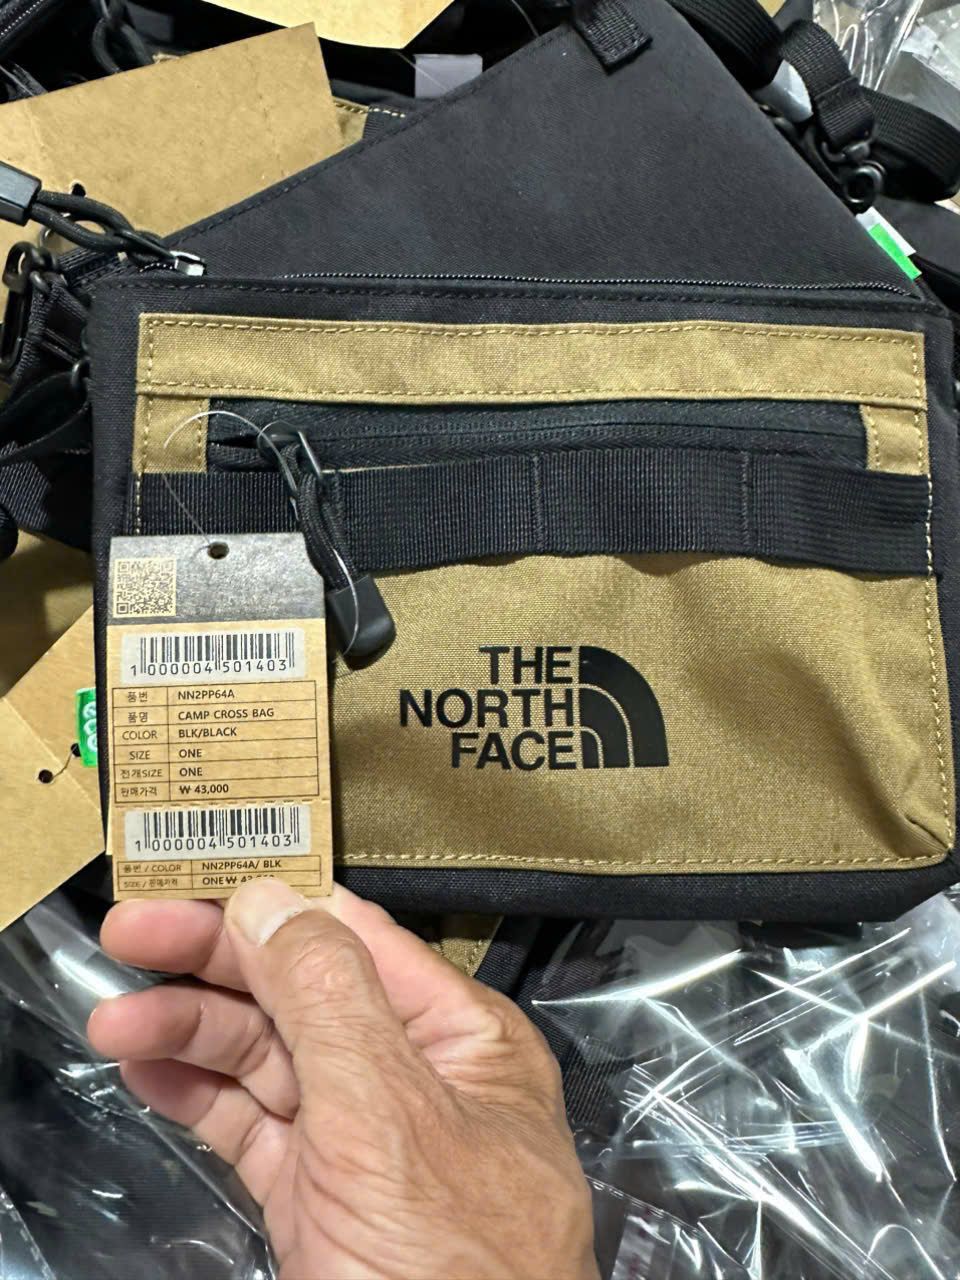 THE
NORTH
FACE
1 000004 501403
품번 NN2PP64A
품명 CAMP CROSS BAG
COLOR BLK/BLACK
SIZE ONE
전개SIZE ONE
판매가격 ₩ 43,000
1 000004 501403
품번 / COLOR NN2PP64A/ BLK
SIZE / 판매가격 ONE₩